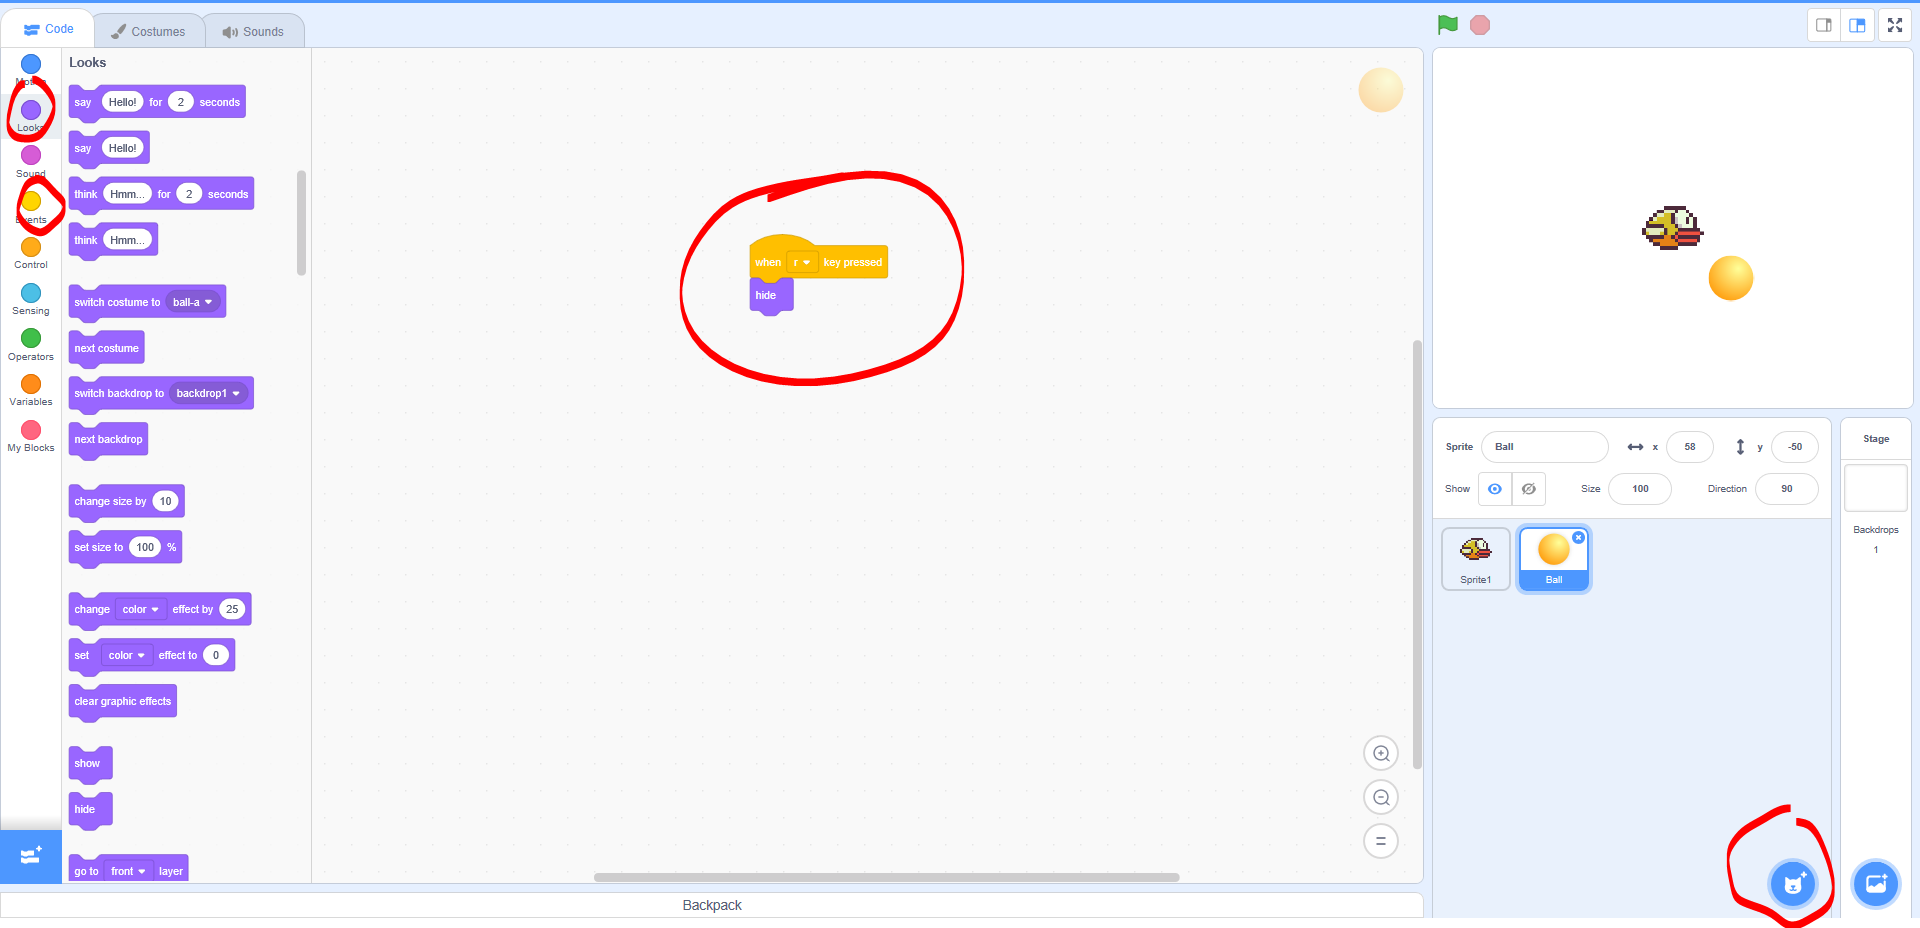 Code
Costumes
Sounds
Looks
Looks
Sound
Events
Control
Sensing
Operators
Variables
My Blocks
say Hello! for 2 seconds
say Hello!
think Hmm... for 2 seconds
think Hmm...
switch costume to ball-a
next costume
switch backdrop to backdrop1
next backdrop
change size by 10
set size to 100 %
change color effect by 25
set color effect to 0
clear graphic effects
show
hide
go to front layer
when r key pressed
hide
Backpack
Sprite Ball x 58 y -50
Show Size 100 Direction 90
Sprite1
Ball
Stage
Backdrops
1